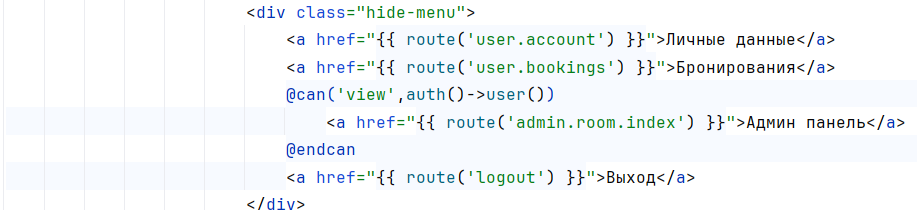 <div class="hide-menu">
<a href="{{ route('user.account') }}">Личные данные</a>
<a href="{{ route('user.bookings') }}">Бронирования</a>
@can('view',auth()->user())
<a href="{{ route('admin.room.index') }}">Админ панель</a>
@endcan
<a href="{{ route('logout') }}">Выход</a>
</div>